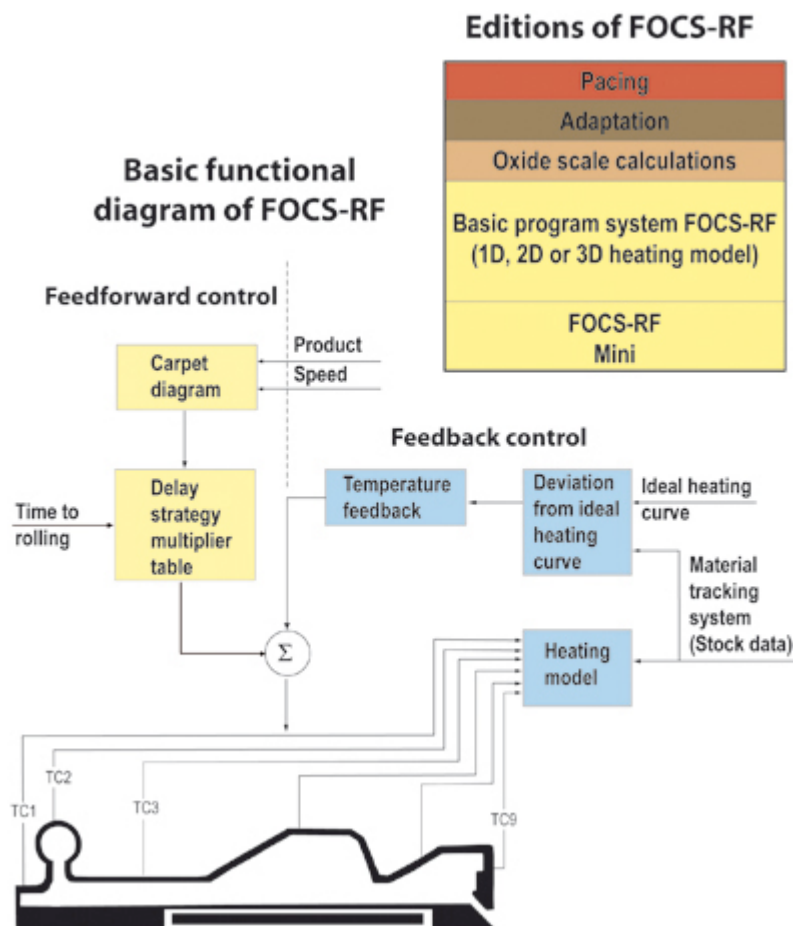 Editions of FOCS-RF
Pacing
Adaptation
Oxide scale calculations
Basic program system FOCS-RF
(1D, 2D or 3D heating model)
FOCS-RF
Mini
Basic functional
diagram of FOCS-RF
Feedforward control
Carpet
diagram
Product
Speed
Feedback control
Time to
rolling
Delay
strategy
multiplier
table
Temperature
feedback
Deviation
from ideal
heating
curve
Ideal heating
curve
Material
tracking
system
(Stock data)
Σ
Heating
model
TC1
TC2
TC3
TC9